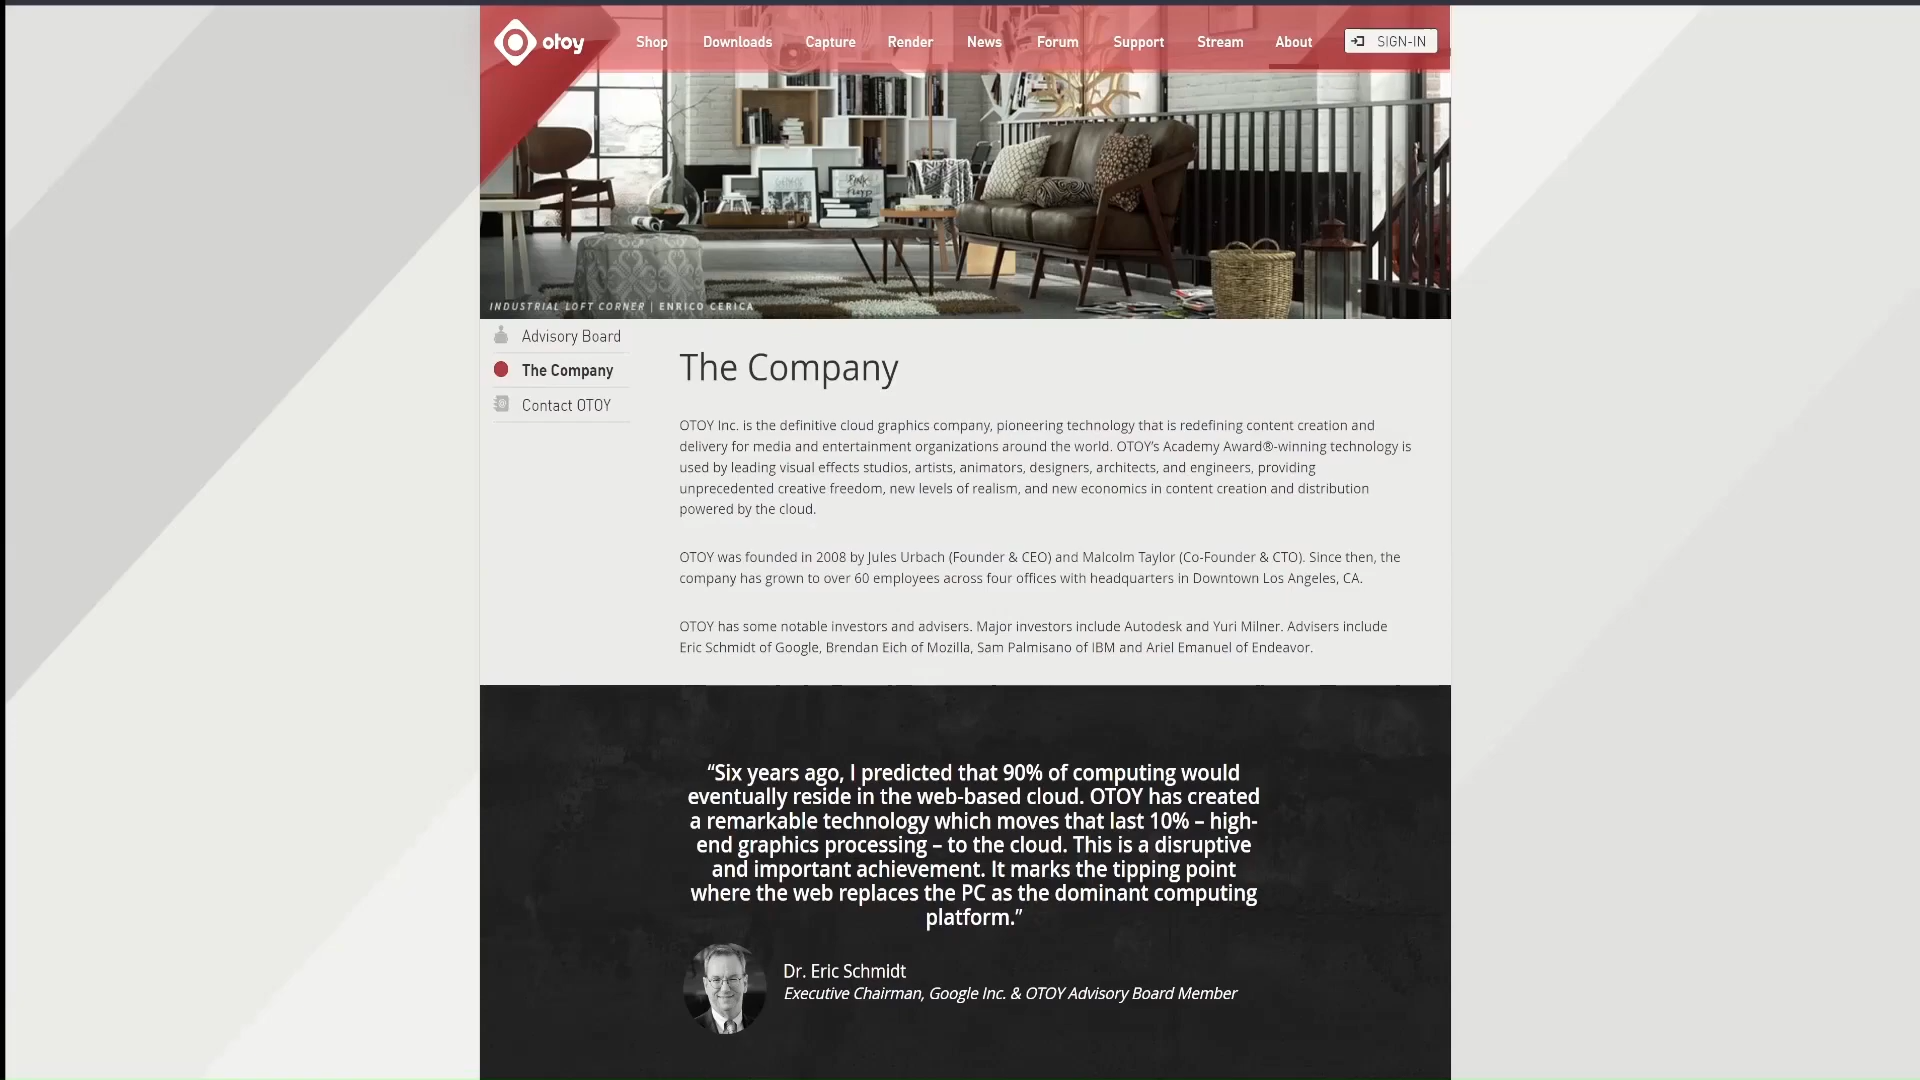 otoy
Shop Downloads Capture Render News Forum Support Stream About SIGN-IN
PINK
FLOYD
INDUSTRIAL LOFT CORNER | ENRICO CERICA
Advisory Board
The Company
Contact OTOY
The Company
OTOY Inc. is the definitive cloud graphics company, pioneering technology that is redefining content creation and
delivery for media and entertainment organizations around the world. OTOY’s Academy Award®-winning technology is
used by leading visual effects studios, artists, animators, designers, architects, and engineers, providing
unprecedented creative freedom, new levels of realism, and new economics in content creation and distribution
powered by the cloud.
OTOY was founded in 2008 by Jules Urbach (Founder & CEO) and Malcolm Taylor (Co-Founder & CTO). Since then, the
company has grown to over 60 employees across four offices with headquarters in Downtown Los Angeles, CA.
OTOY has some notable investors and advisers. Major investors include Autodesk and Yuri Milner. Advisers include
Eric Schmidt of Google, Brendan Eich of Mozilla, Sam Palmisano of IBM and Ariel Emanuel of Endeavor.
“Six years ago, I predicted that 90% of computing would
eventually reside in the web-based cloud. OTOY has created
a remarkable technology which moves that last 10% – high-
end graphics processing – to the cloud. This is a disruptive
and important achievement. It marks the tipping point
where the web replaces the PC as the dominant computing
platform.”
Dr. Eric Schmidt
Executive Chairman, Google Inc. & OTOY Advisory Board Member